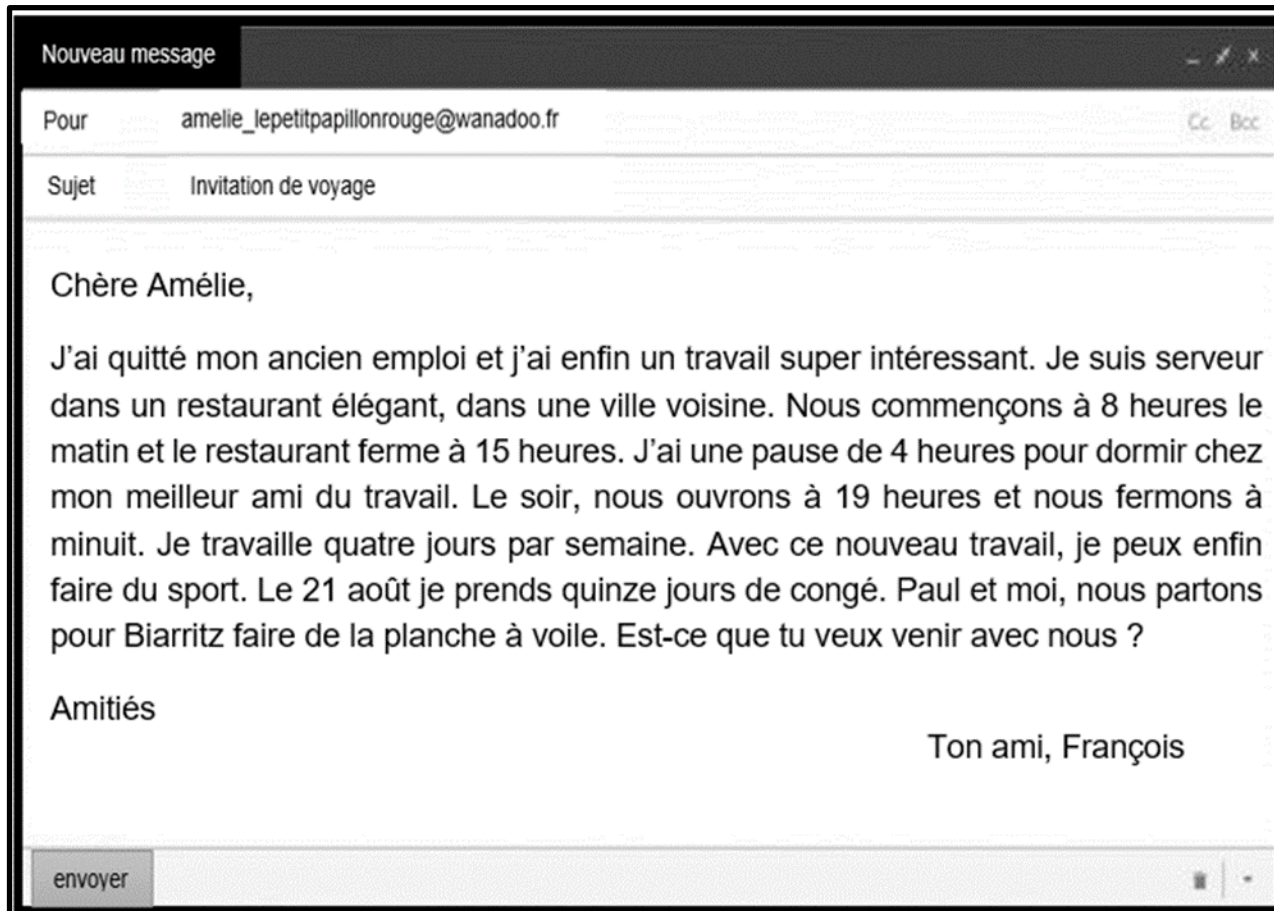 Nouveau message
Pour amelie_lepetitpapillonrouge@wanadoo.fr Cc Bcc
Sujet Invitation de voyage
Chère Amélie,
J’ai quitté mon ancien emploi et j’ai enfin un travail super intéressant. Je suis serveur
dans un restaurant élégant, dans une ville voisine. Nous commençons à 8 heures le
matin et le restaurant ferme à 15 heures. J’ai une pause de 4 heures pour dormir chez
mon meilleur ami du travail. Le soir, nous ouvrons à 19 heures et nous fermons à
minuit. Je travaille quatre jours par semaine. Avec ce nouveau travail, je peux enfin
faire du sport. Le 21 août je prends quinze jours de congé. Paul et moi, nous partons
pour Biarritz faire de la planche à voile. Est-ce que tu veux venir avec nous ?
Amitiés
Ton ami, François
envoyer